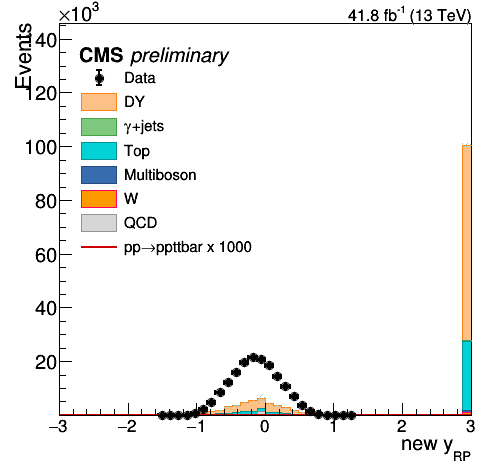 ×10³
41.8 fb⁻¹ (13 TeV)
Events
CMS preliminary
Data
DY
γ+jets
Top
Multiboson
W
QCD
pp→ppttbar x 1000
140
120
100
80
60
40
20
−3 −2 −1 0 1 2 3
new y_RP